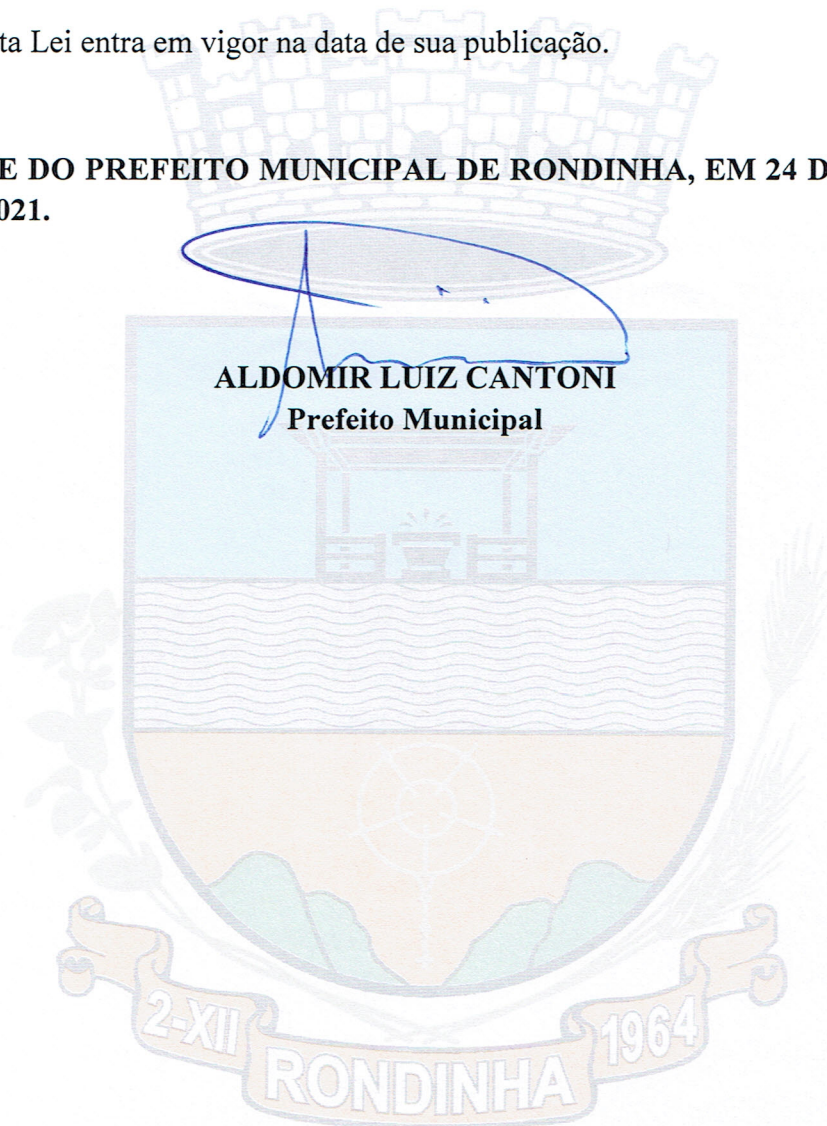 ta Lei entra em vigor na data de sua publicação.
E DO PREFEITO MUNICIPAL DE RONDINHA, EM 24 D
021.
ALDOMIR LUIZ CANTONI
Prefeito Municipal
2-XII
RONDINHA
1964